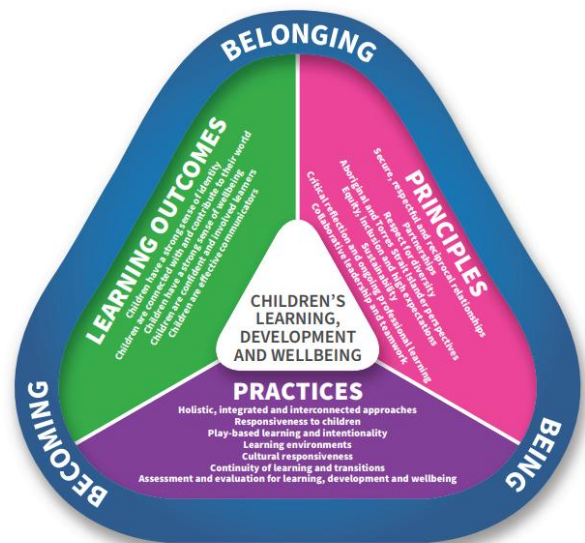 BELONGING
LEARNING OUTCOMES
Children have a strong sense of identity
Children are connected with and contribute to their world
Children have a strong sense of wellbeing
Children are confident and involved learners
Children are effective communicators
PRINCIPLES
Secure, respectful and reciprocal relationships
Partnerships
Respect for diversity
Aboriginal and Torres Strait Islander perspectives
Equity, inclusion and high expectations
Sustainability
Critical reflection and ongoing professional learning
Collaborative leadership and teamwork
CHILDREN'S
LEARNING,
DEVELOPMENT
AND WELLBEING
PRACTICES
Holistic, integrated and interconnected approaches
Responsiveness to children
Play-based learning and intentionality
Learning environments
Cultural responsiveness
Continuity of learning and transitions
Assessment and evaluation for learning, development and wellbeing
BECOMING
BEING